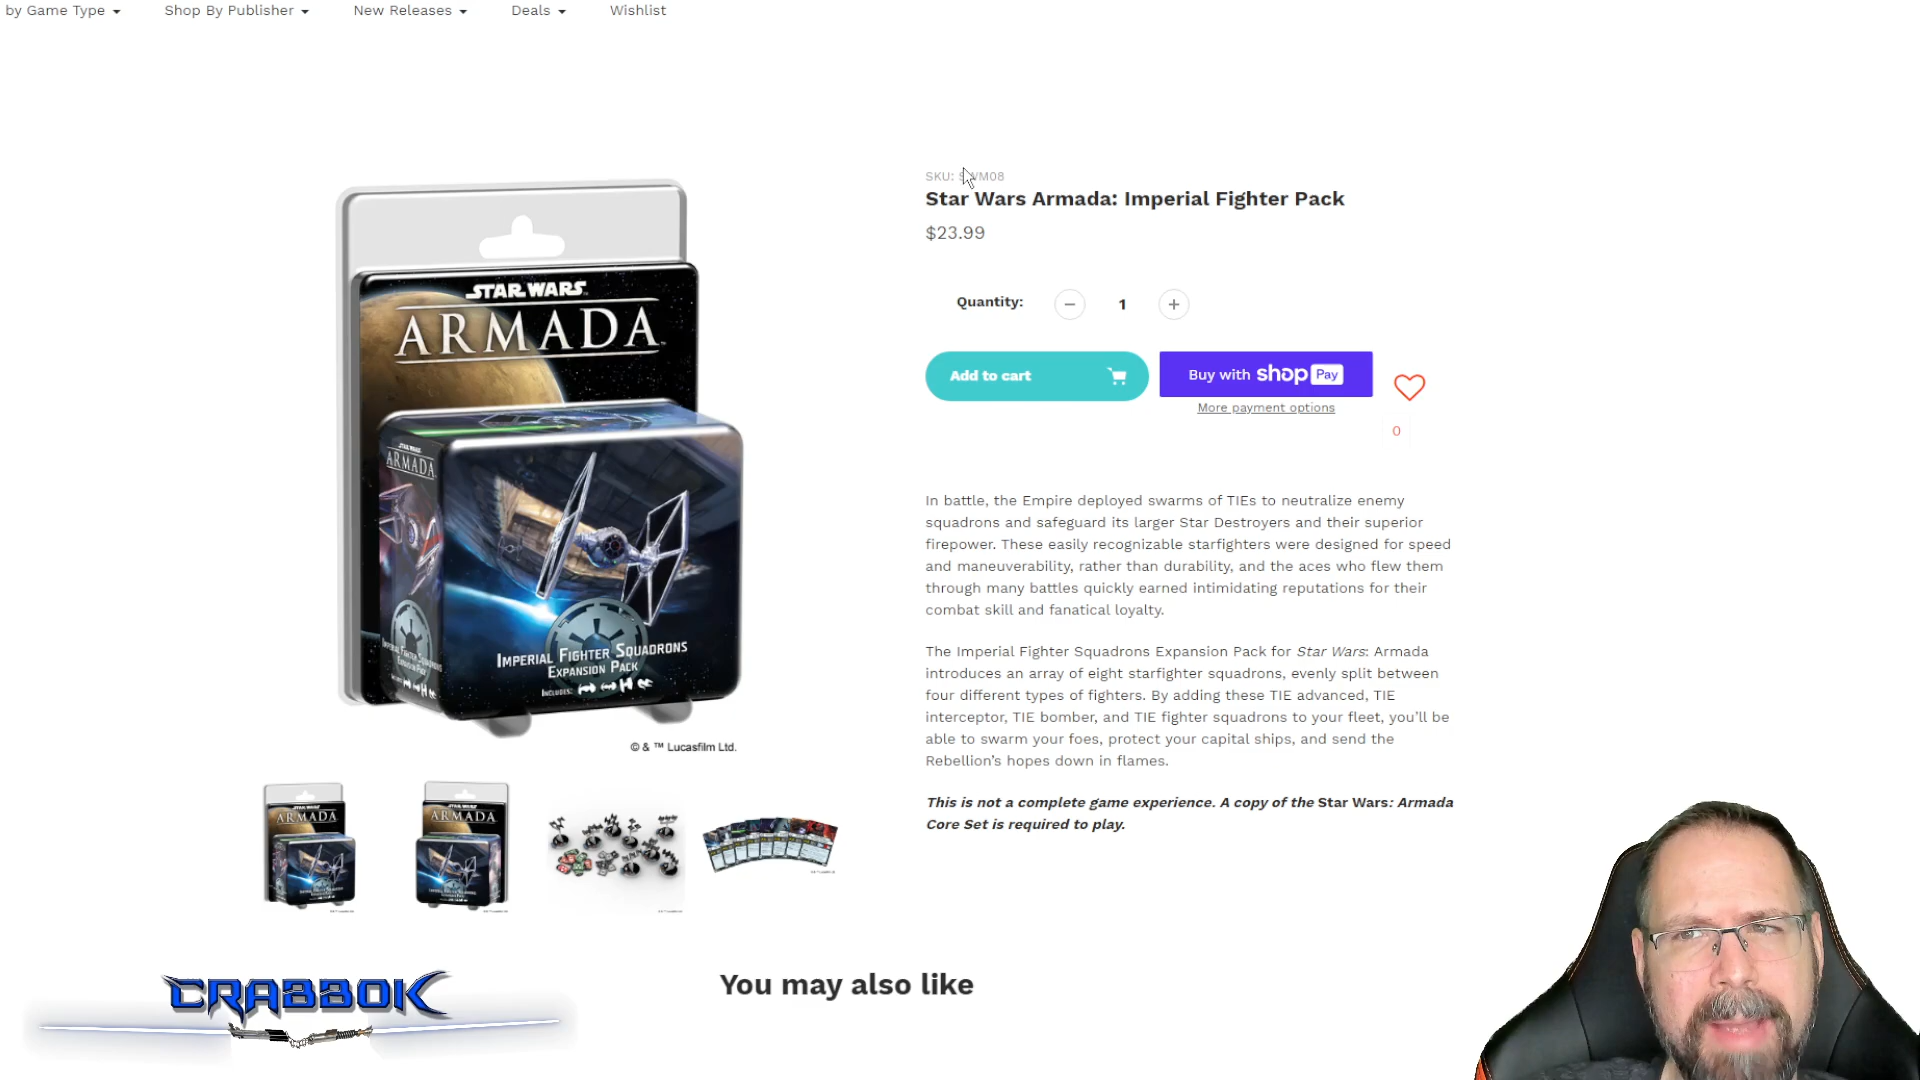 by Game Type
Shop By Publisher
New Releases
Deals
Wishlist
STAR WARS
ARMADA
ARMADA
IMPERIAL FIGHTER SQUADRONS
EXPANSION PACK
INCLUDES:
© & ™ Lucasfilm Ltd.
SKU: SWM08
Star Wars Armada: Imperial Fighter Pack
$23.99
Quantity:
1
Add to cart
Buy with shop Pay
More payment options
0
In battle, the Empire deployed swarms of TIEs to neutralize enemy
squadrons and safeguard its larger Star Destroyers and their superior
firepower. These easily recognizable starfighters were designed for speed
and maneuverability, rather than durability, and the aces who flew them
through many battles quickly earned intimidating reputations for their
combat skill and fanatical loyalty.
The Imperial Fighter Squadrons Expansion Pack for Star Wars: Armada
introduces an array of eight starfighter squadrons, evenly split between
four different types of fighters. By adding these TIE advanced, TIE
interceptor, TIE bomber, and TIE fighter squadrons to your fleet, you'll be
able to swarm your foes, protect your capital ships, and send the
Rebellion's hopes down in flames.
This is not a complete game experience. A copy of the Star Wars: Armada
Core Set is required to play.
ARMADA
ARMADA
CRABBOK
You may also like